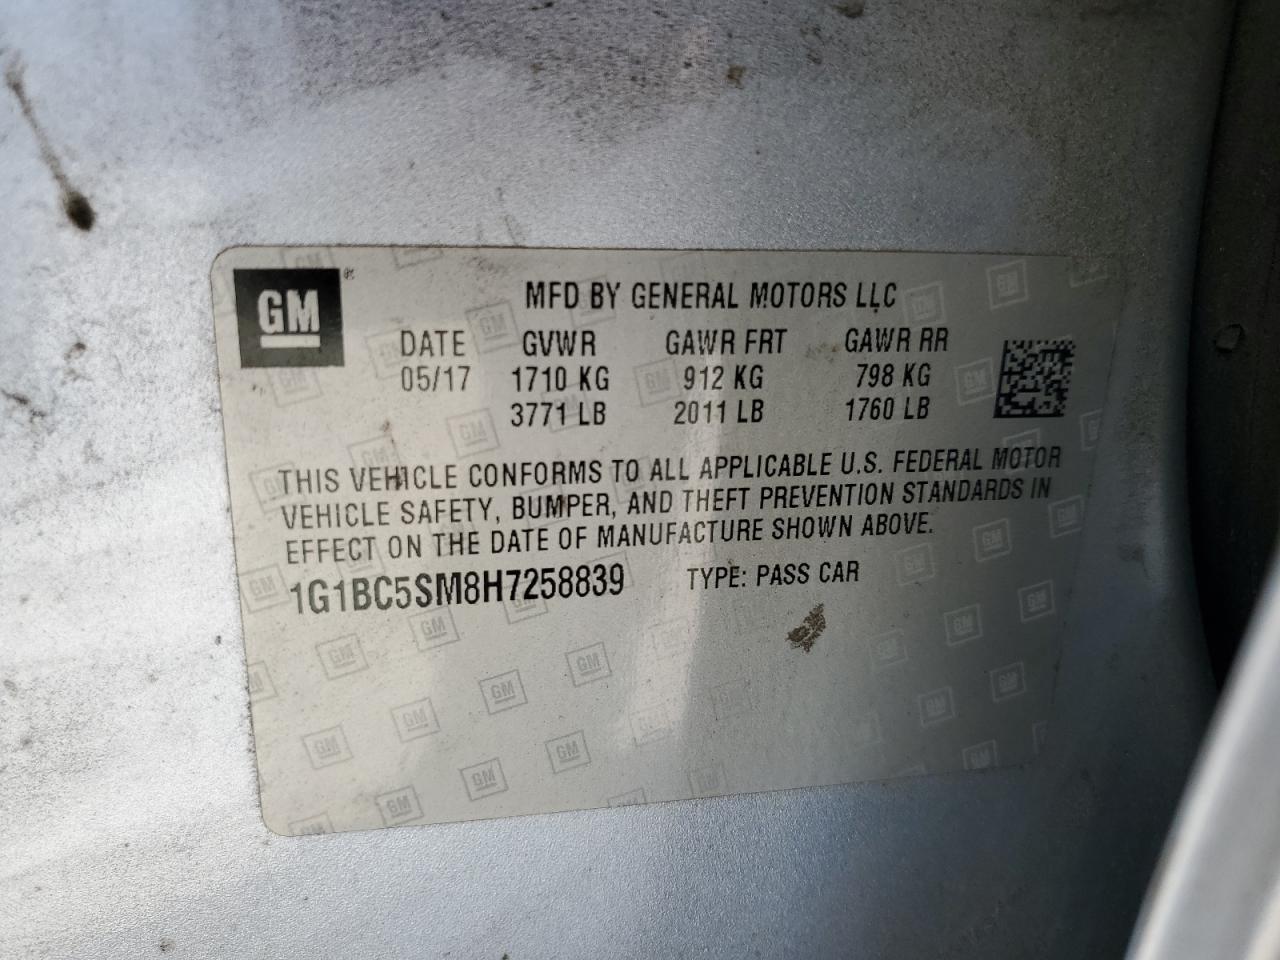 GM ®
MFD BY GENERAL MOTORS LLC
DATE GVWR GAWR FRT GAWR RR
05/17 1710 KG 912 KG 798 KG
3771 LB 2011 LB 1760 LB
THIS VEHICLE CONFORMS TO ALL APPLICABLE U.S. FEDERAL MOTOR
VEHICLE SAFETY, BUMPER, AND THEFT PREVENTION STANDARDS IN
EFFECT ON THE DATE OF MANUFACTURE SHOWN ABOVE.
1G1BC5SM8H7258839 TYPE: PASS CAR